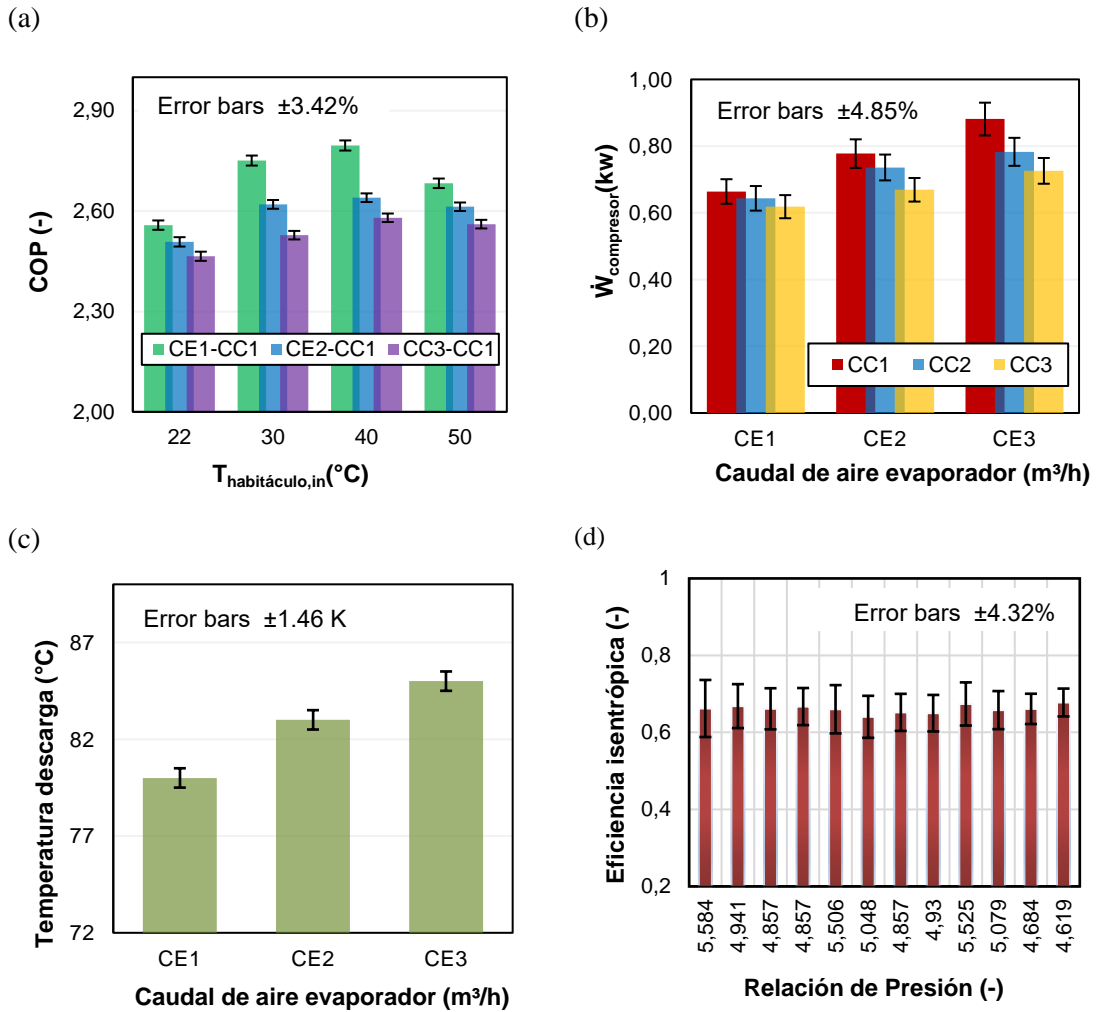 (a)
Error bars ±3.42%
2,90
2,60
2,30
2,00
COP (-)
CE1-CC1 CE2-CC1 CC3-CC1
22 30 40 50
Thabitáculo,in(°C)
(b)
Error bars ±4.85%
1,00
0,80
0,60
0,40
0,20
0,00
Ẇcompresor(kw)
CC1 CC2 CC3
CE1 CE2 CE3
Caudal de aire evaporador (m³/h)
(c)
Error bars ±1.46 K
87
82
77
72
Temperatura descarga (°C)
CE1 CE2 CE3
Caudal de aire evaporador (m³/h)
(d)
Error bars ±4.32%
1
0,8
0,6
0,4
0,2
Eficiencia isentrópica (-)
5,584 4,941 4,857 4,857 5,506 5,048 4,857 4,93 5,525 5,079 4,684 4,619
Relación de Presión (-)